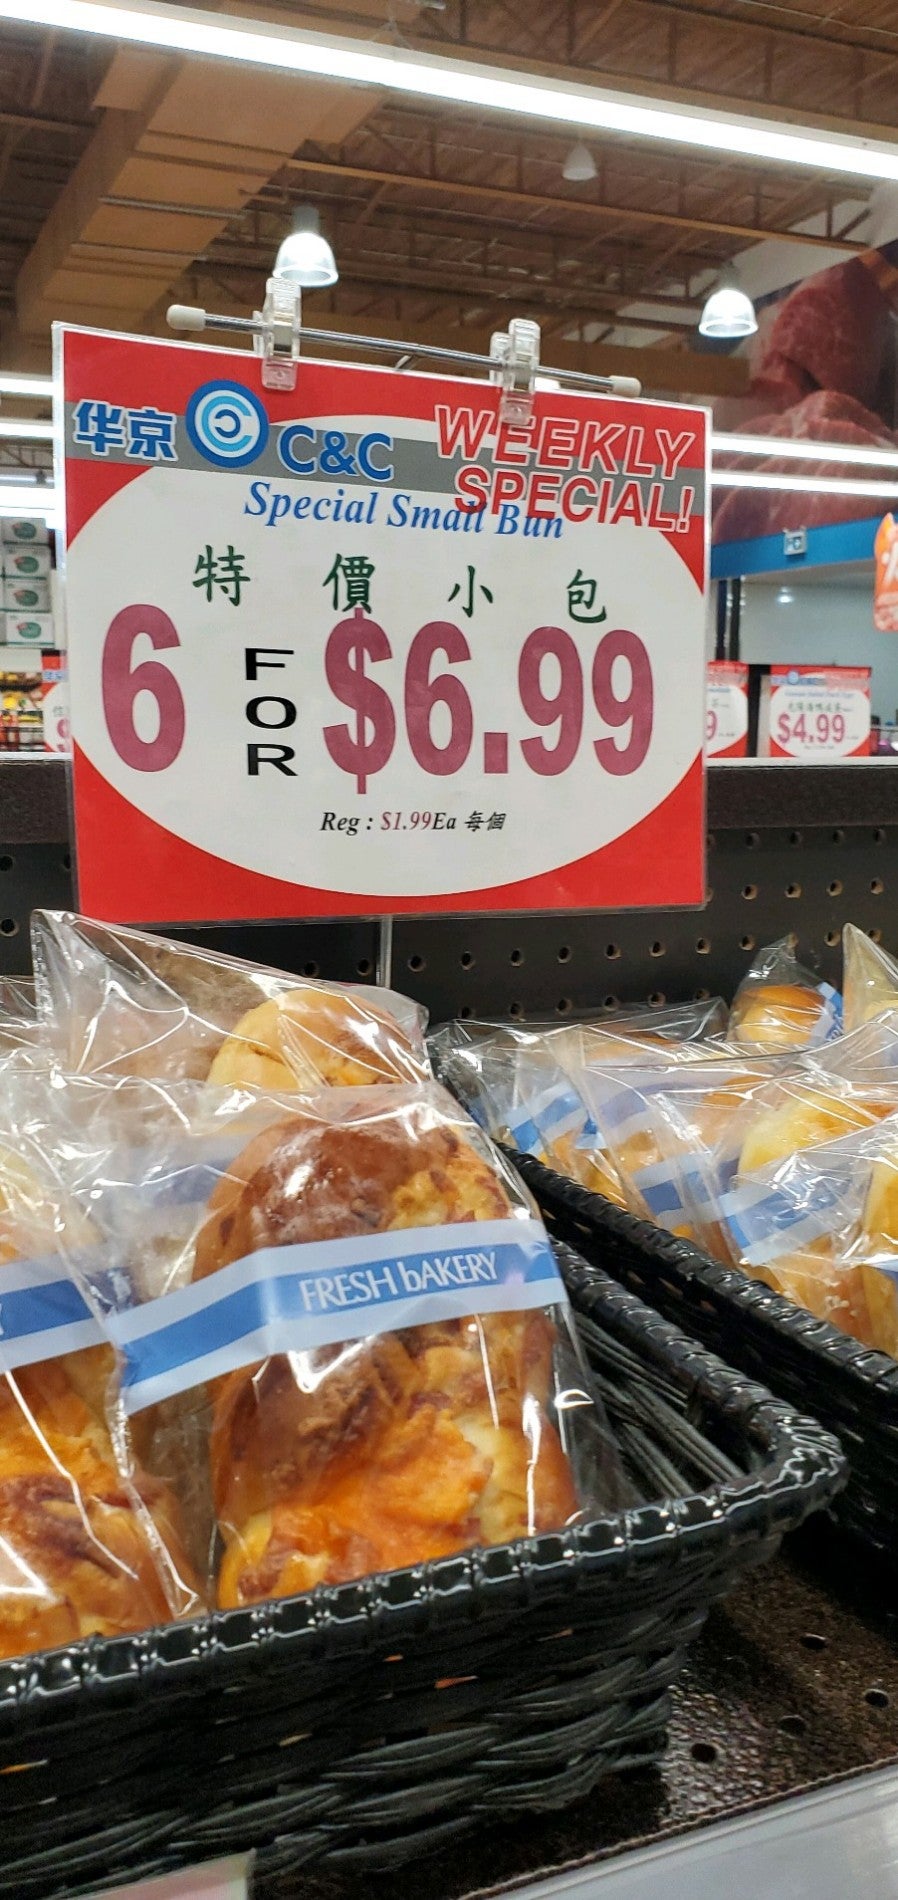 华京 C&C
WEEKLY
SPECIAL!
Special Small Bun
特價小包
6 FOR $6.99
Reg : $1.99Ea 每個
$4.99
9
FRESH bAKERY